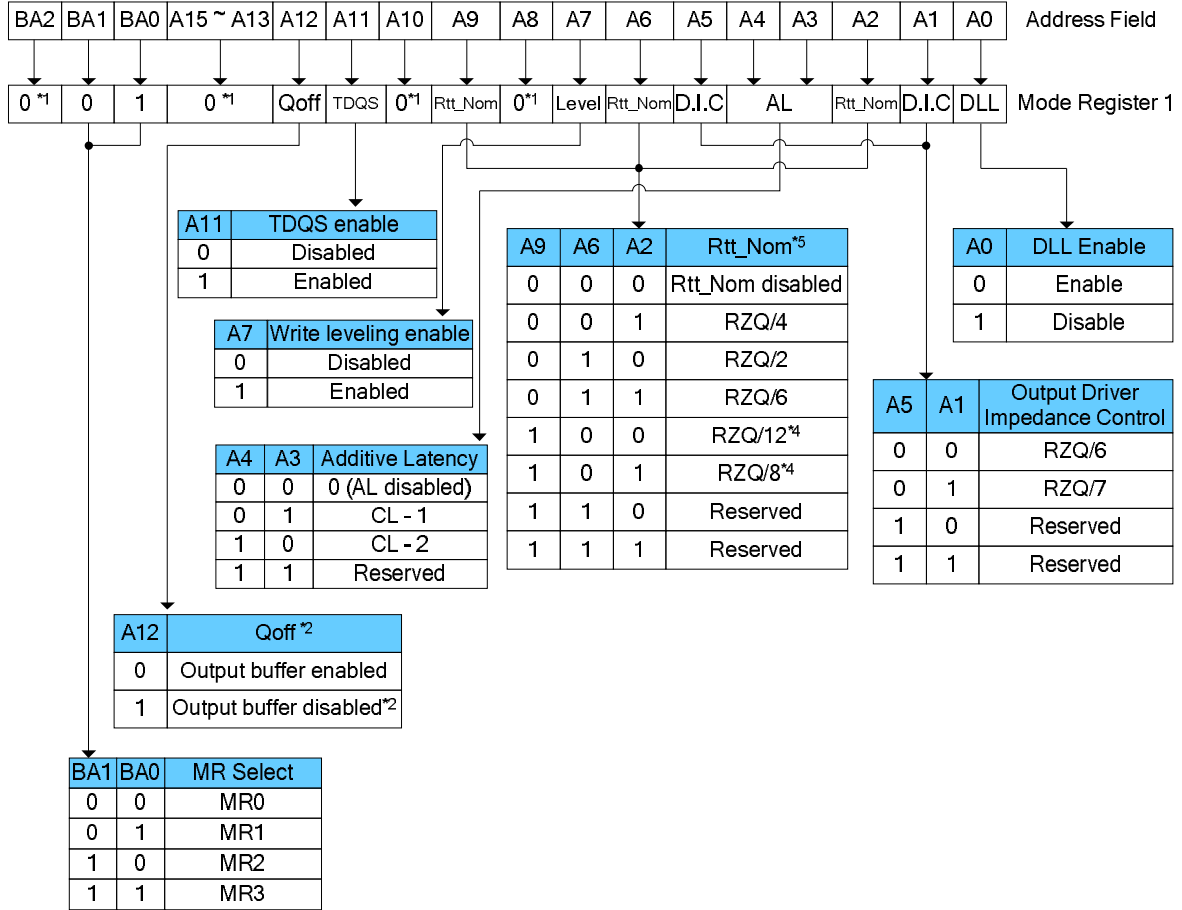 BA2 BA1 BA0 A15 ~ A13 A12 A11 A10 A9 A8 A7 A6 A5 A4 A3 A2 A1 A0 Address Field
0 *1 0 1 0 *1 Qoff TDQS 0*1 Rtt_Nom 0*1 Level Rtt_Nom D.I.C AL Rtt_Nom D.I.C DLL Mode Register 1
A11 TDQS enable
0 Disabled
1 Enabled
A7 Write leveling enable
0 Disabled
1 Enabled
A4 A3 Additive Latency
0 0 0 (AL disabled)
0 1 CL - 1
1 0 CL - 2
1 1 Reserved
A9 A6 A2 Rtt_Nom*5
0 0 0 Rtt_Nom disabled
0 0 1 RZQ/4
0 1 0 RZQ/2
0 1 1 RZQ/6
1 0 0 RZQ/12*4
1 0 1 RZQ/8*4
1 1 0 Reserved
1 1 1 Reserved
A0 DLL Enable
0 Enable
1 Disable
A5 A1 Output Driver
Impedance Control
0 0 RZQ/6
0 1 RZQ/7
1 0 Reserved
1 1 Reserved
A12 Qoff *2
0 Output buffer enabled
1 Output buffer disabled*2
BA1 BA0 MR Select
0 0 MR0
0 1 MR1
1 0 MR2
1 1 MR3